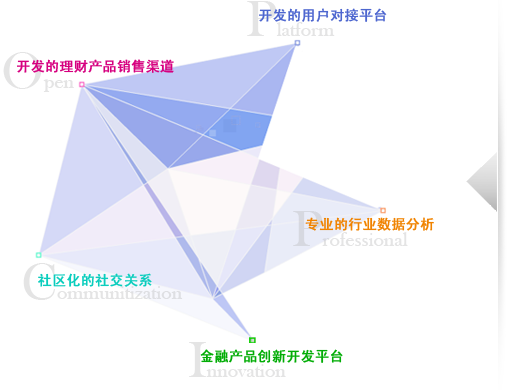 开发的用户对接平台
Platform
开发的理财产品销售渠道
Open
专业的行业数据分析
Professional
社区化的社交关系
Communitization
金融产品创新开发平台
Innovation